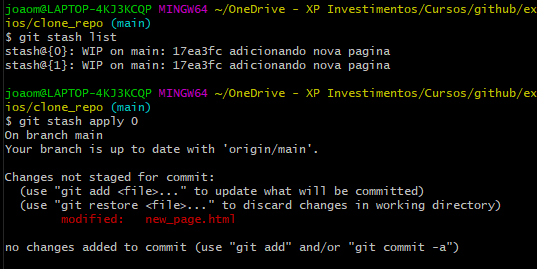 joaom@LAPTOP-4KJ3KCQP MINGW64 ~/OneDrive - XP Investimentos/Cursos/github/ex
ios/clone_repo (main)
$ git stash list
stash@{0}: WIP on main: 17ea3fc adicionando nova pagina
stash@{1}: WIP on main: 17ea3fc adicionando nova pagina
joaom@LAPTOP-4KJ3KCQP MINGW64 ~/OneDrive - XP Investimentos/Cursos/github/ex
ios/clone_repo (main)
$ git stash apply 0
On branch main
Your branch is up to date with 'origin/main'.
Changes not staged for commit:
(use "git add <file>..." to update what will be committed)
(use "git restore <file>..." to discard changes in working directory)
modified: new_page.html
no changes added to commit (use "git add" and/or "git commit -a")